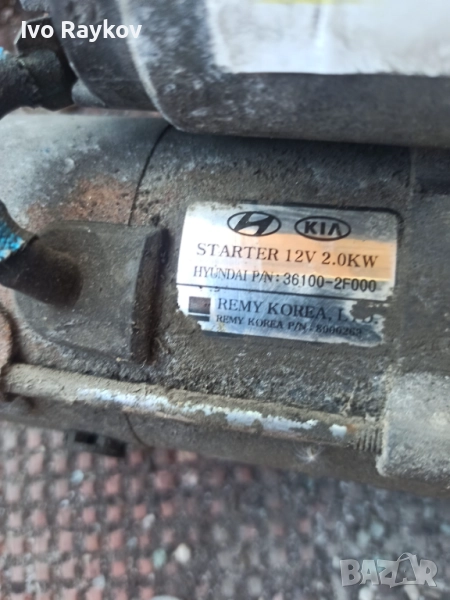 Ivo Raykov
KIA
STARTER 12V 2.0KW
HYUNDAI P/N:36100-2F000
REMY KOREA,
REMY KOREA P/N:
BAZAR